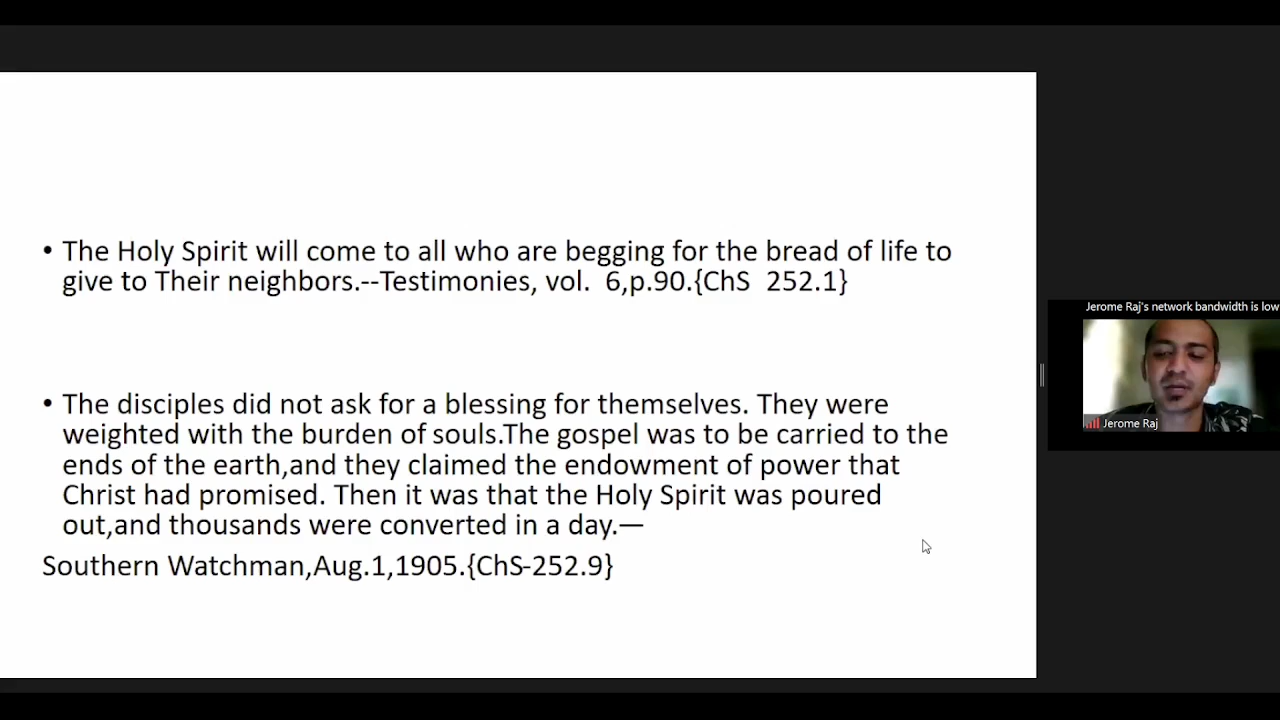 • The Holy Spirit will come to all who are begging for the bread of life to
give to Their neighbors.--Testimonies, vol.  6,p.90.{ChS  252.1}
• The disciples did not ask for a blessing for themselves. They were
weighted with the burden of souls.The gospel was to be carried to the
ends of the earth,and they claimed the endowment of power that
Christ had promised. Then it was that the Holy Spirit was poured
out,and thousands were converted in a day.—
Southern Watchman,Aug.1,1905.{ChS-252.9}
Jerome Raj's network bandwidth is low
Jerome Raj